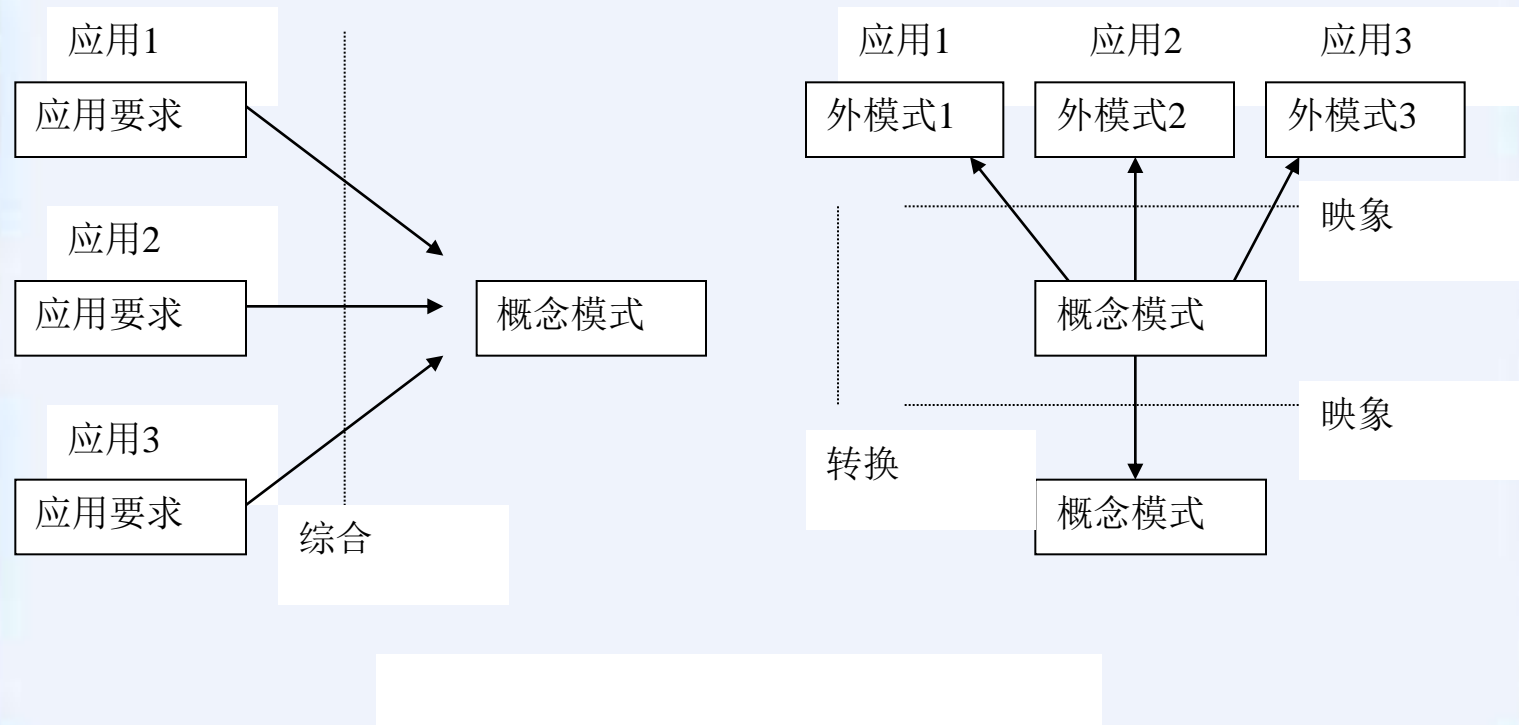 应用1
应用要求
应用2
应用要求
应用3
应用要求
综合
概念模式
应用1
应用2
应用3
外模式1
外模式2
外模式3
映象
概念模式
映象
转换
概念模式